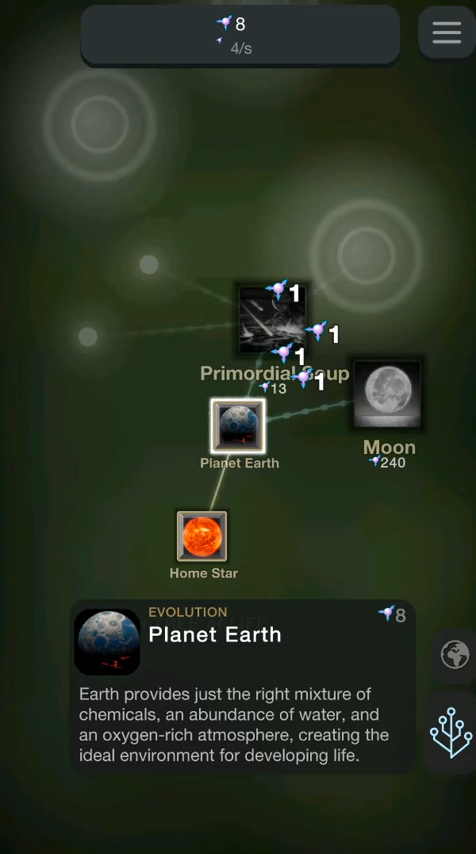 8
4/s
1
1
1
1
Primordial Soup
13
Planet Earth
Moon
240
Home Star
EVOLUTION
8
Planet Earth
Earth provides just the right mixture of
chemicals, an abundance of water, and
an oxygen-rich atmosphere, creating the
ideal environment for developing life.